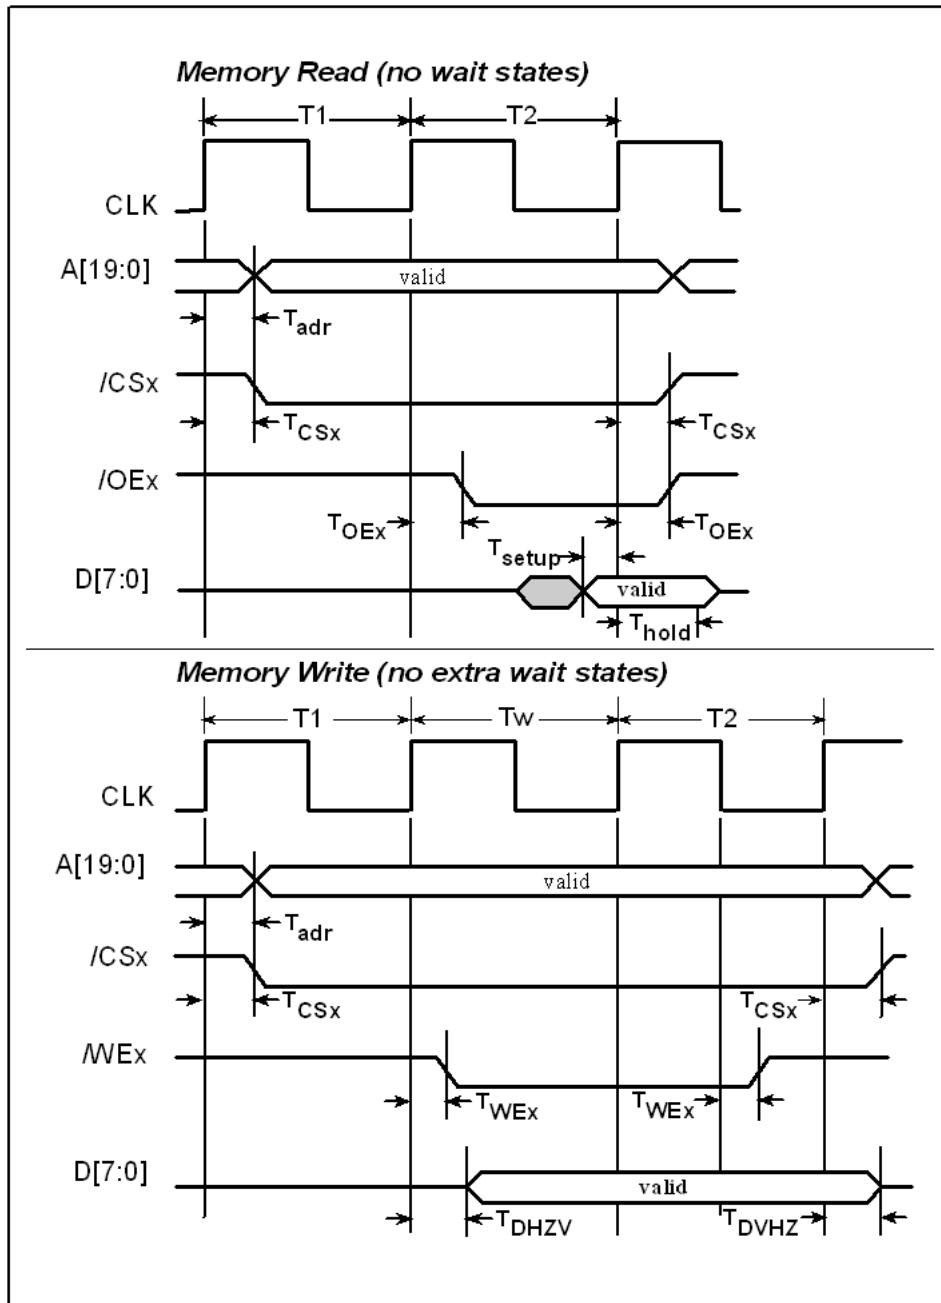 Memory Read (no wait states)
T1 T2
CLK
A[19:0] valid
Tadr
/CSx
TCSx TCSx
/OEx
TOEx TOEx
Tsetup
D[7:0] valid
Thold
Memory Write (no extra wait states)
T1 Tw T2
CLK
A[19:0] valid
Tadr
/CSx
TCSx TCSx
/WEx
TWEx TWEx
D[7:0] valid
TDHZV TDVHZ